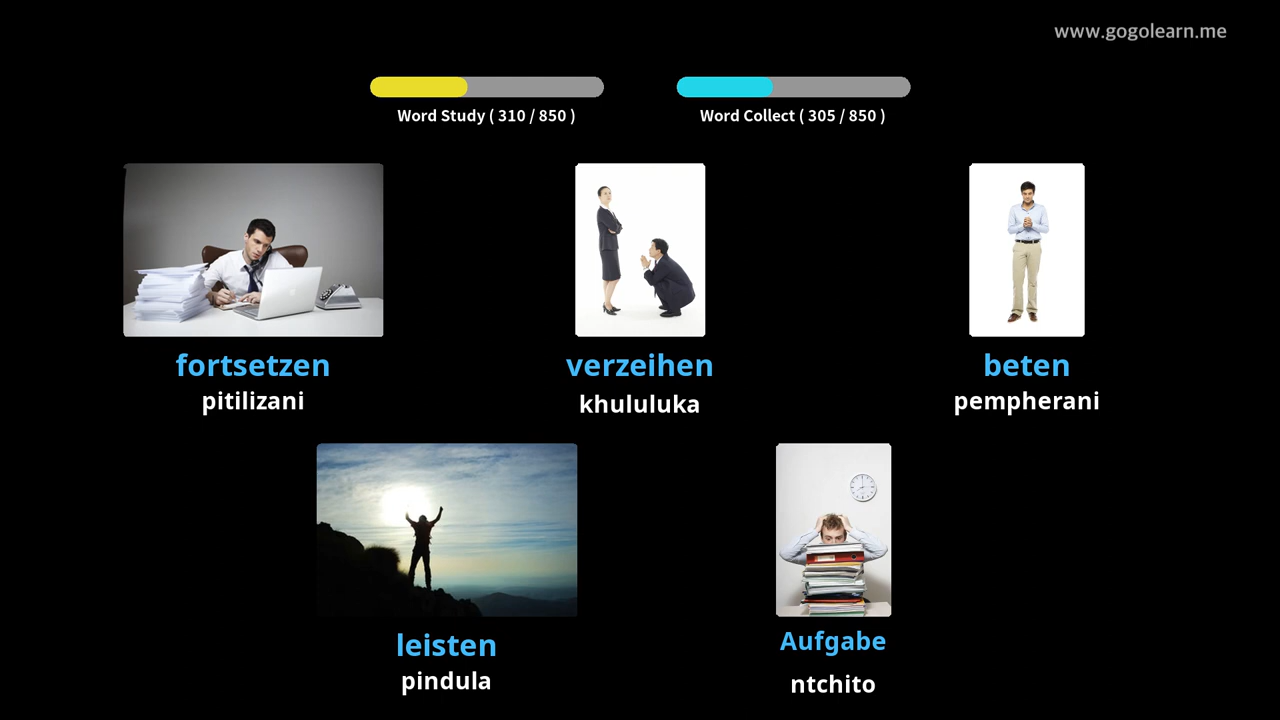 www.gogolearn.me
Word Study ( 310 / 850 )
Word Collect ( 305 / 850 )
fortsetzen
pitilizani
verzeihen
khululuka
beten
pempherani
leisten
pindula
Aufgabe
ntchito